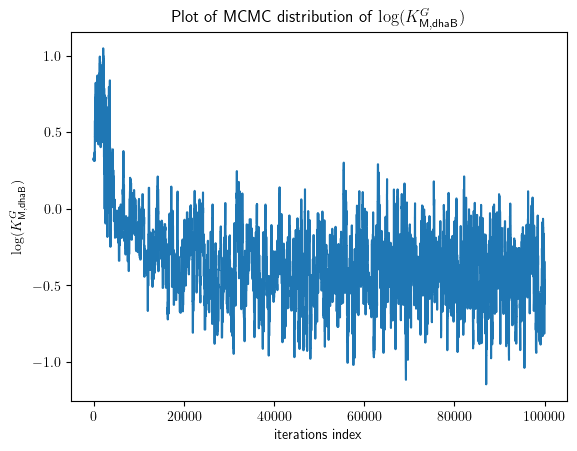 Plot of MCMC distribution of log(K^G_M,dhaB)
1.0
0.5
0.0
−0.5
−1.0
log(K^G_M,dhaB)
0 20000 40000 60000 80000 100000
iterations index